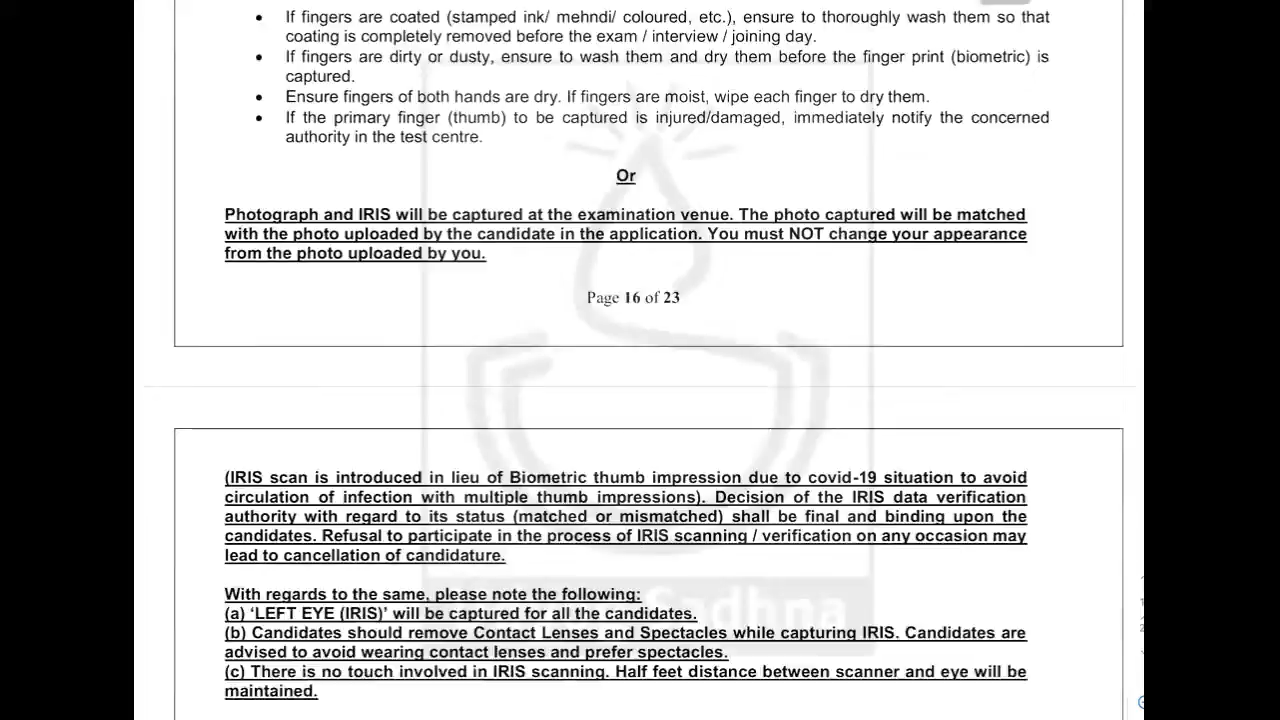 If fingers are coated (stamped ink/ mehndi/ coloured, etc.), ensure to thoroughly wash them so that
coating is completely removed before the exam / interview / joining day.
If fingers are dirty or dusty, ensure to wash them and dry them before the finger print (biometric) is
captured.
Ensure fingers of both hands are dry. If fingers are moist, wipe each finger to dry them.
If the primary finger (thumb) to be captured is injured/damaged, immediately notify the concerned
authority in the test centre.
Or
Photograph and IRIS will be captured at the examination venue. The photo captured will be matched
with the photo uploaded by the candidate in the application. You must NOT change your appearance
from the photo uploaded by you.
Page 16 of 23
(IRIS scan is introduced in lieu of Biometric thumb impression due to covid-19 situation to avoid
circulation of infection with multiple thumb impressions). Decision of the IRIS data verification
authority with regard to its status (matched or mismatched) shall be final and binding upon the
candidates. Refusal to participate in the process of IRIS scanning / verification on any occasion may
lead to cancellation of candidature.
With regards to the same, please note the following:
(a) ‘LEFT EYE (IRIS)’ will be captured for all the candidates.
(b) Candidates should remove Contact Lenses and Spectacles while capturing IRIS. Candidates are
advised to avoid wearing contact lenses and prefer spectacles.
(c) There is no touch involved in IRIS scanning. Half feet distance between scanner and eye will be
maintained.